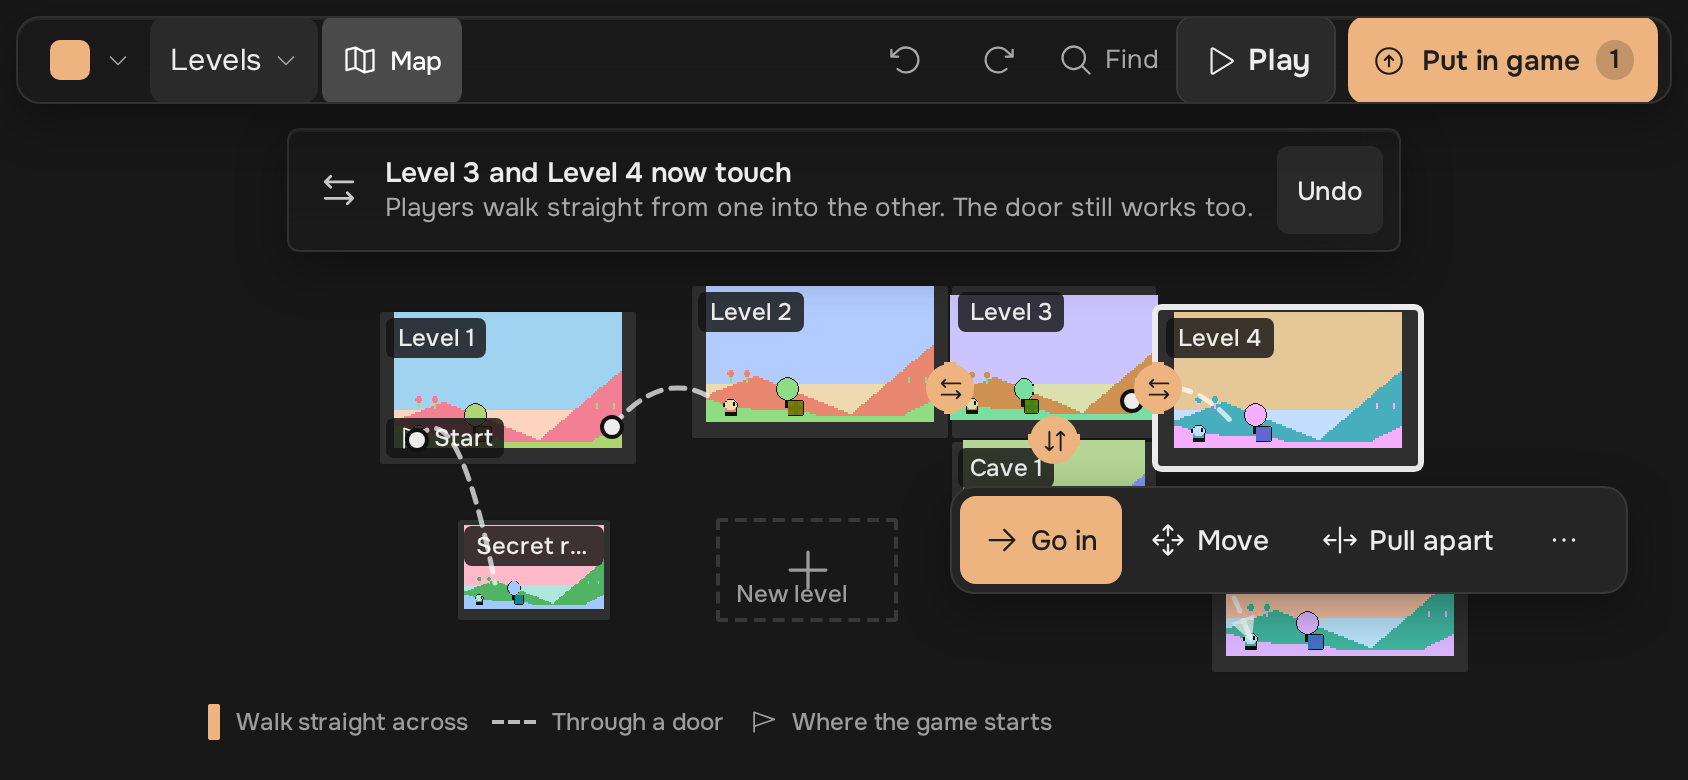 Levels
Map
Find
Play
Put in game 1
Level 3 and Level 4 now touch
Players walk straight from one into the other. The door still works too.
Undo
Level 1
Level 2
Level 3
Level 4
Start
Cave 1
Secret r...
New level
Go in
Move
Pull apart
Walk straight across
Through a door
Where the game starts